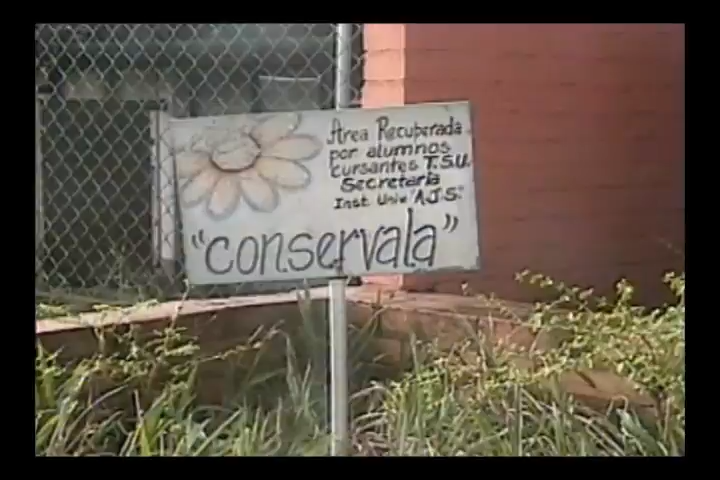 Area Recuperada
por alumnos
cursantes T.S.U.
Secretaria
Inst. Univ "A.J.S."
"conservala"